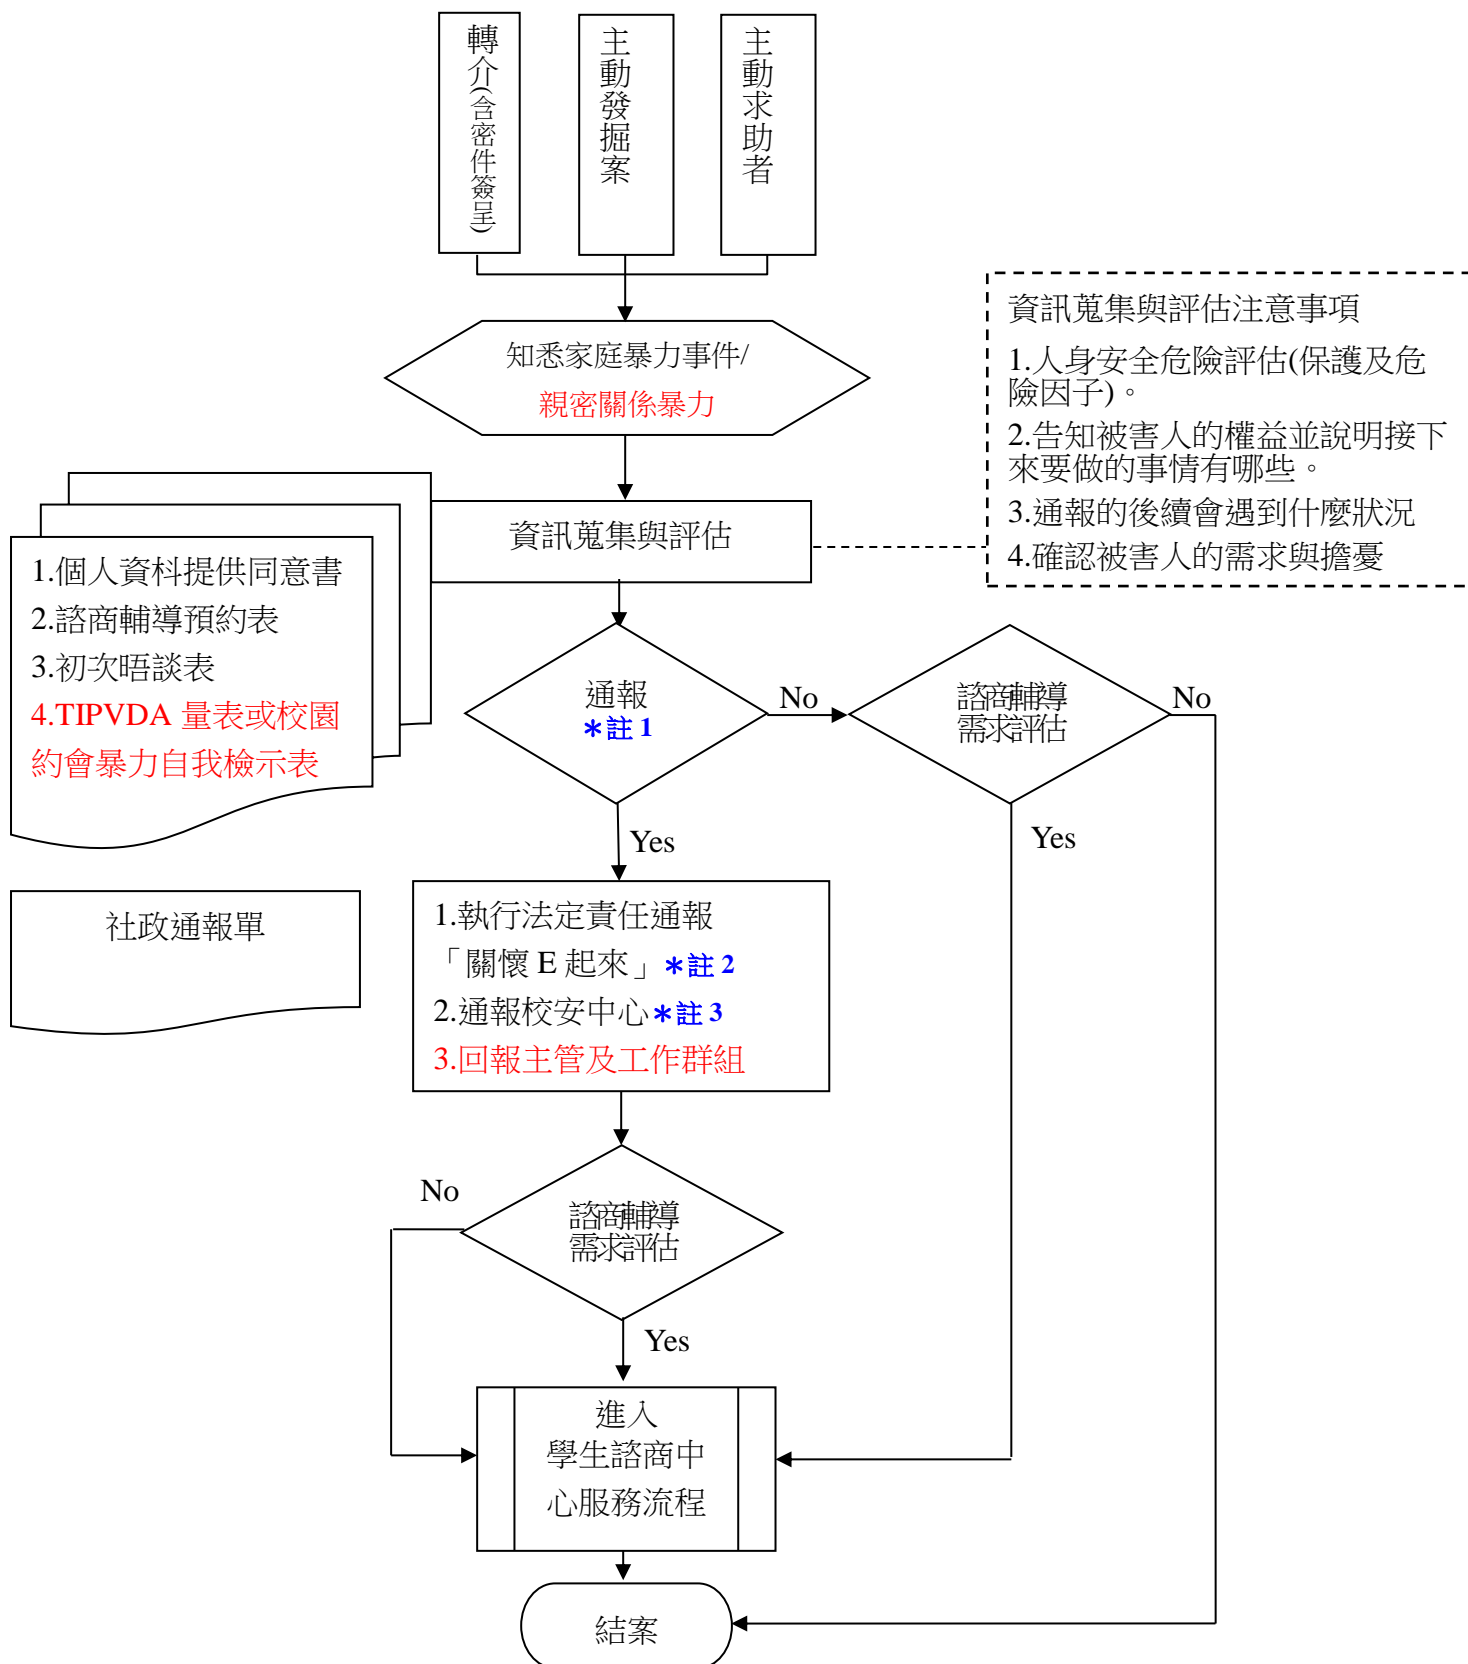 轉介(含密件簽呈)
主動發掘案
主動求助者
知悉家庭暴力事件/
親密關係暴力
資訊蒐集與評估注意事項
1.人身安全危險評估(保護及危
險因子)。
2.告知被害人的權益並說明接下
來要做的事情有哪些。
3.通報的後續會遇到什麼狀況
4.確認被害人的需求與擔憂
資訊蒐集與評估
1.個人資料提供同意書
2.諮商輔導預約表
3.初次晤談表
4.TIPVDA 量表或校園
約會暴力自我檢示表
通報
＊註 1
No
諮商輔導
需求評估
No
Yes
Yes
社政通報單
1.執行法定責任通報
「關懷 E 起來」＊註 2
2.通報校安中心＊註 3
3.回報主管及工作群組
No
諮商輔導
需求評估
Yes
進入
學生諮商中
心服務流程
結案